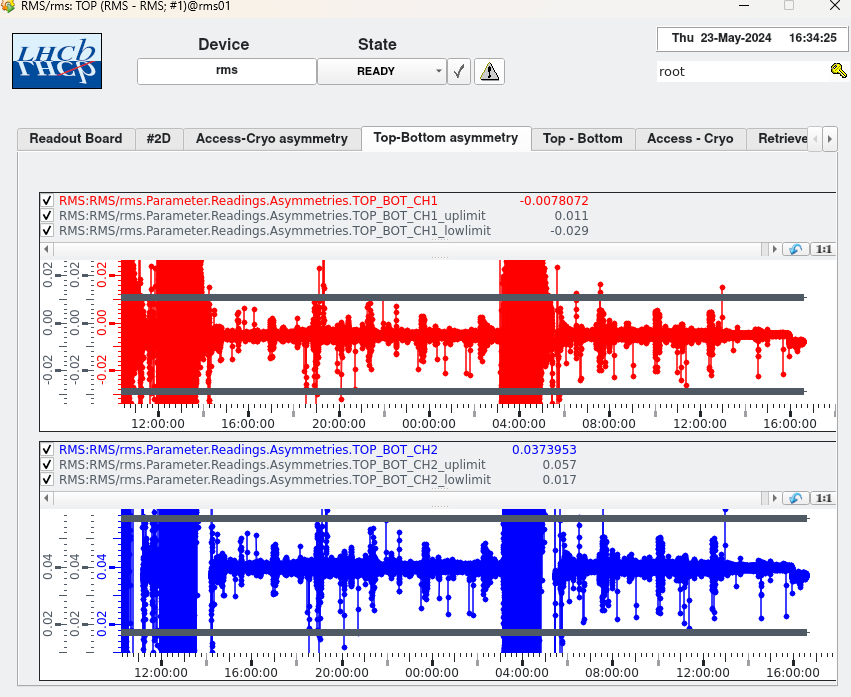 RMS/rms: TOP (RMS - RMS; #1)@rms01
LHCb
Device
State
rms
READY
Thu 23-May-2024 16:34:25
root
Readout Board
#2D
Access-Cryo asymmetry
Top-Bottom asymmetry
Top - Bottom
Access - Cryo
Retrieve
RMS:RMS/rms.Parameter.Readings.Asymmetries.TOP_BOT_CH1 -0.0078072
RMS:RMS/rms.Parameter.Readings.Asymmetries.TOP_BOT_CH1_uplimit 0.011
RMS:RMS/rms.Parameter.Readings.Asymmetries.TOP_BOT_CH1_lowlimit -0.029
1:1
0.02 0.02 0.02
0.00 0.00 0.00
-0.02 -0.02 -0.02
12:00:00 16:00:00 20:00:00 00:00:00 04:00:00 08:00:00 12:00:00 16:00:00
RMS:RMS/rms.Parameter.Readings.Asymmetries.TOP_BOT_CH2 0.0373953
RMS:RMS/rms.Parameter.Readings.Asymmetries.TOP_BOT_CH2_uplimit 0.057
RMS:RMS/rms.Parameter.Readings.Asymmetries.TOP_BOT_CH2_lowlimit 0.017
1:1
0.04 0.04 0.04
0.02 0.02 0.02
12:00:00 16:00:00 20:00:00 00:00:00 04:00:00 08:00:00 12:00:00 16:00:00